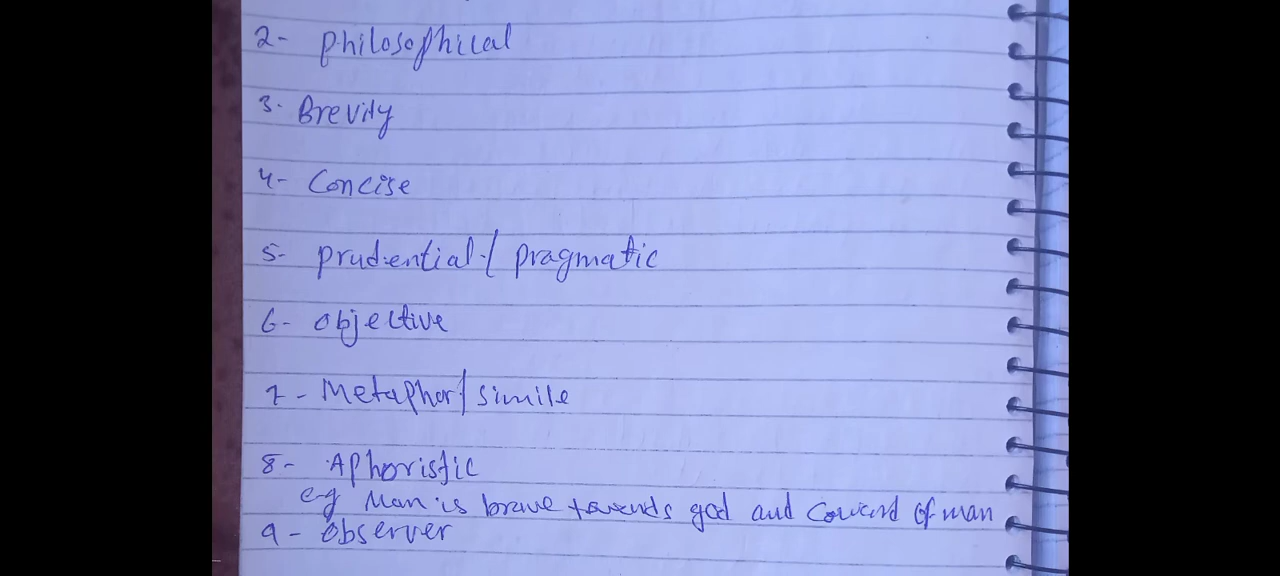 2- Philosophical
3- Brevity
4- Concise
5- prudential / pragmatic
6- objective
7- Metaphor / simile
8- Aphoristic
e-g Man is brave towards god and coward of man
9- observer